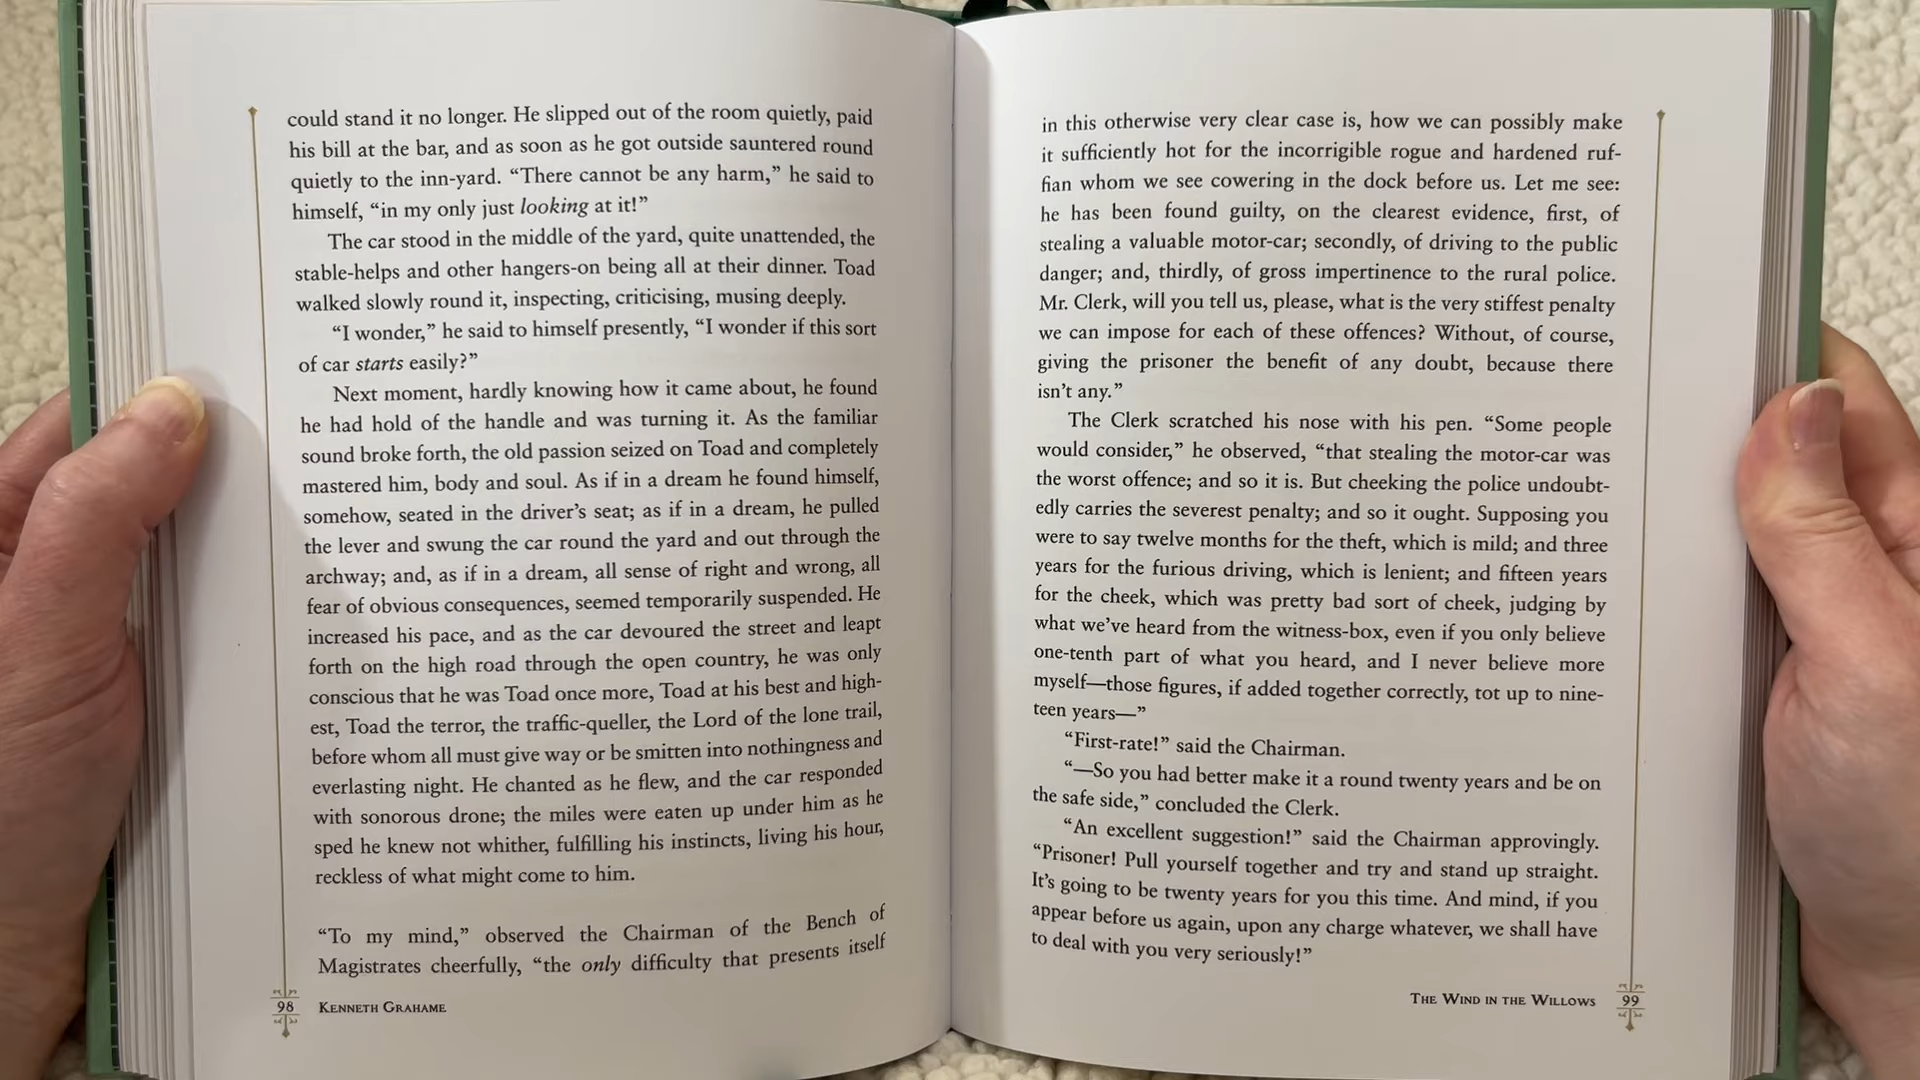 could stand it no longer. He slipped out of the room quietly, paid
his bill at the bar, and as soon as he got outside sauntered round
quietly to the inn-yard. “There cannot be any harm,” he said to
himself, “in my only just looking at it!”
The car stood in the middle of the yard, quite unattended, the
stable-helps and other hangers-on being all at their dinner. Toad
walked slowly round it, inspecting, criticising, musing deeply.
“I wonder,” he said to himself presently, “I wonder if this sort
of car starts easily?”
Next moment, hardly knowing how it came about, he found
he had hold of the handle and was turning it. As the familiar
sound broke forth, the old passion seized on Toad and completely
mastered him, body and soul. As if in a dream he found himself,
somehow, seated in the driver’s seat; as if in a dream, he pulled
the lever and swung the car round the yard and out through the
archway; and, as if in a dream, all sense of right and wrong, all
fear of obvious consequences, seemed temporarily suspended. He
increased his pace, and as the car devoured the street and leapt
forth on the high road through the open country, he was only
conscious that he was Toad once more, Toad at his best and high-
est, Toad the terror, the traffic-queller, the Lord of the lone trail,
before whom all must give way or be smitten into nothingness and
everlasting night. He chanted as he flew, and the car responded
with sonorous drone; the miles were eaten up under him as he
sped he knew not whither, fulfilling his instincts, living his hour,
reckless of what might come to him.
“To my mind,” observed the Chairman of the Bench of
Magistrates cheerfully, “the only difficulty that presents itself
98 Kenneth Grahame
in this otherwise very clear case is, how we can possibly make
it sufficiently hot for the incorrigible rogue and hardened ruf-
fian whom we see cowering in the dock before us. Let me see:
he has been found guilty, on the clearest evidence, first, of
stealing a valuable motor-car; secondly, of driving to the public
danger; and, thirdly, of gross impertinence to the rural police.
Mr. Clerk, will you tell us, please, what is the very stiffest penalty
we can impose for each of these offences? Without, of course,
giving the prisoner the benefit of any doubt, because there
isn’t any.”
The Clerk scratched his nose with his pen. “Some people
would consider,” he observed, “that stealing the motor-car was
the worst offence; and so it is. But cheeking the police undoubt-
edly carries the severest penalty; and so it ought. Supposing you
were to say twelve months for the theft, which is mild; and three
years for the furious driving, which is lenient; and fifteen years
for the cheek, which was pretty bad sort of cheek, judging by
what we’ve heard from the witness-box, even if you only believe
one-tenth part of what you heard, and I never believe more
myself—those figures, if added together correctly, tot up to nine-
teen years—”
“First-rate!” said the Chairman.
“—So you had better make it a round twenty years and be on
the safe side,” concluded the Clerk.
“An excellent suggestion!” said the Chairman approvingly.
“Prisoner! Pull yourself together and try and stand up straight.
It’s going to be twenty years for you this time. And mind, if you
appear before us again, upon any charge whatever, we shall have
to deal with you very seriously!”
The Wind in the Willows 99